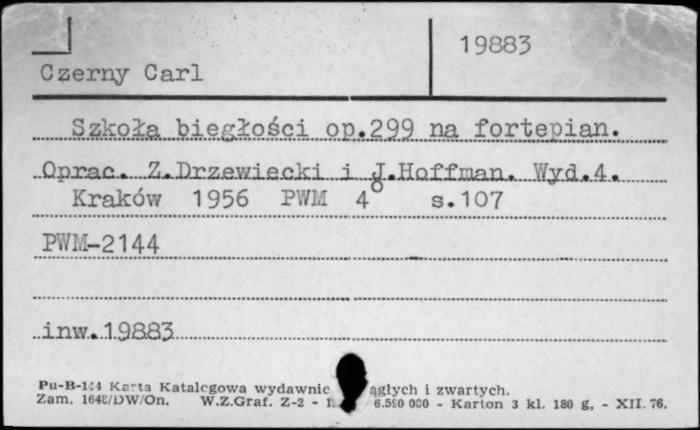 19883
Czerny Carl
Szkoła biegłości op.299 na fortepian.
Oprac. Z.Drzewiecki i J.Hoffman. Wyd.4.
Kraków 1956 PWM 4° s.107
PWM-2144
inw.19883
Pu-B-144 Karta Katalogowa wydawnic ągłych i zwartych.
Zam. 1648/DW/On. W.Z.Graf. Z-2 - 6.590 000 - Karton 3 kl. 180 g, - XII. 76.